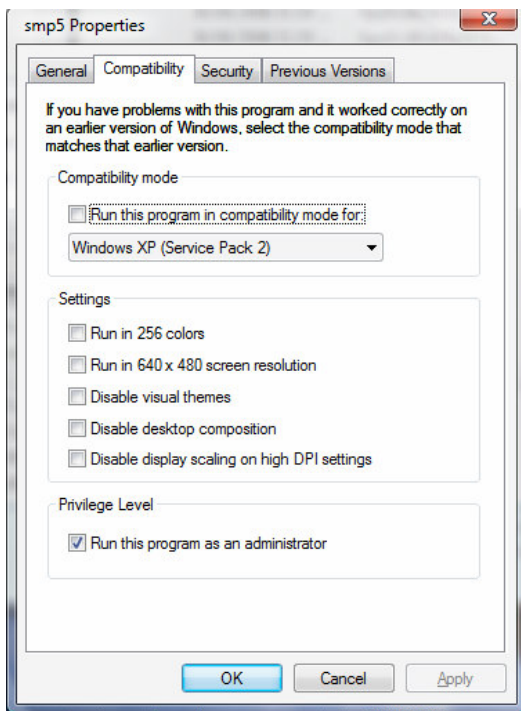 smp5 Properties
General Compatibility Security Previous Versions
If you have problems with this program and it worked correctly on
an earlier version of Windows, select the compatibility mode that
matches that earlier version.
Compatibility mode
Run this program in compatibility mode for:
Windows XP (Service Pack 2)
Settings
Run in 256 colors
Run in 640 x 480 screen resolution
Disable visual themes
Disable desktop composition
Disable display scaling on high DPI settings
Privilege Level
Run this program as an administrator
OK Cancel Apply